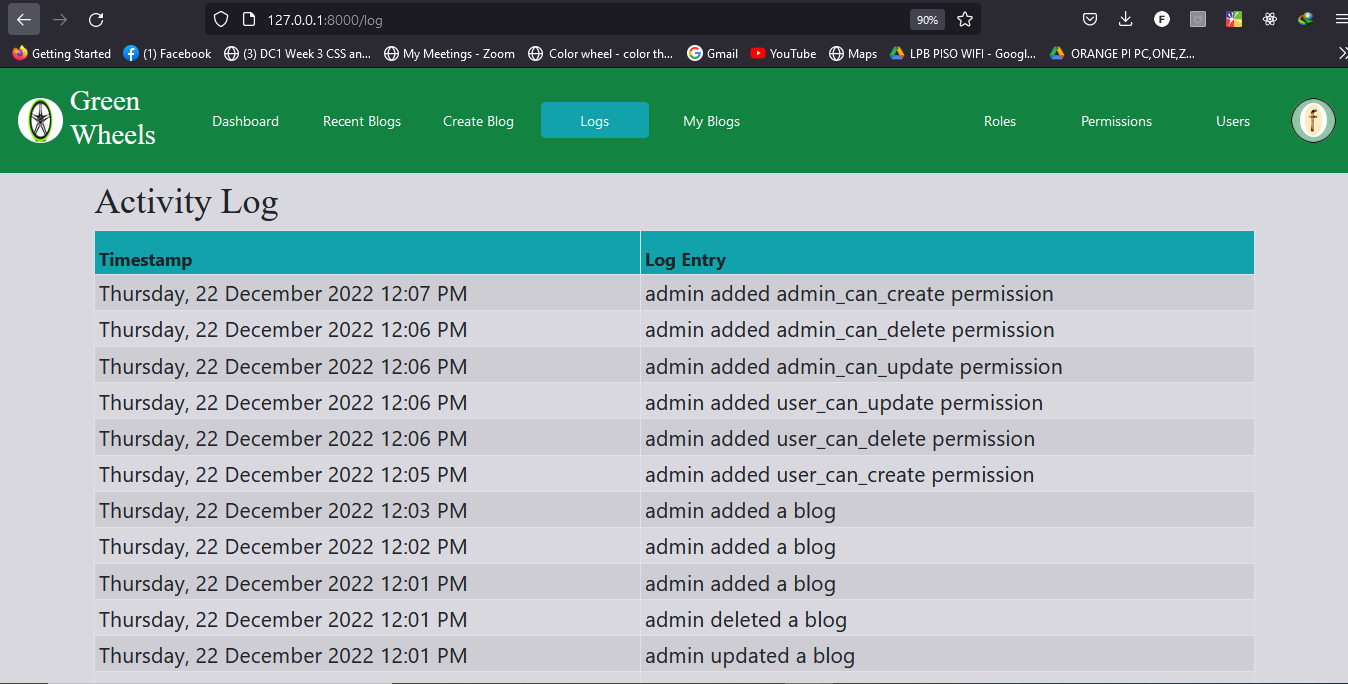 127.0.0.1:8000/log
90%
F
Getting Started
(1) Facebook
(3) DC1 Week 3 CSS an...
My Meetings - Zoom
Color wheel - color th...
Gmail
YouTube
Maps
LPB PISO WIFI - Googl...
ORANGE PI PC,ONE,Z...
Green
Wheels
Dashboard
Recent Blogs
Create Blog
Logs
My Blogs
Roles
Permissions
Users
f
Activity Log
Timestamp Log Entry
Thursday, 22 December 2022 12:07 PM admin added admin_can_create permission
Thursday, 22 December 2022 12:06 PM admin added admin_can_delete permission
Thursday, 22 December 2022 12:06 PM admin added admin_can_update permission
Thursday, 22 December 2022 12:06 PM admin added user_can_update permission
Thursday, 22 December 2022 12:06 PM admin added user_can_delete permission
Thursday, 22 December 2022 12:05 PM admin added user_can_create permission
Thursday, 22 December 2022 12:03 PM admin added a blog
Thursday, 22 December 2022 12:02 PM admin added a blog
Thursday, 22 December 2022 12:01 PM admin added a blog
Thursday, 22 December 2022 12:01 PM admin deleted a blog
Thursday, 22 December 2022 12:01 PM admin updated a blog